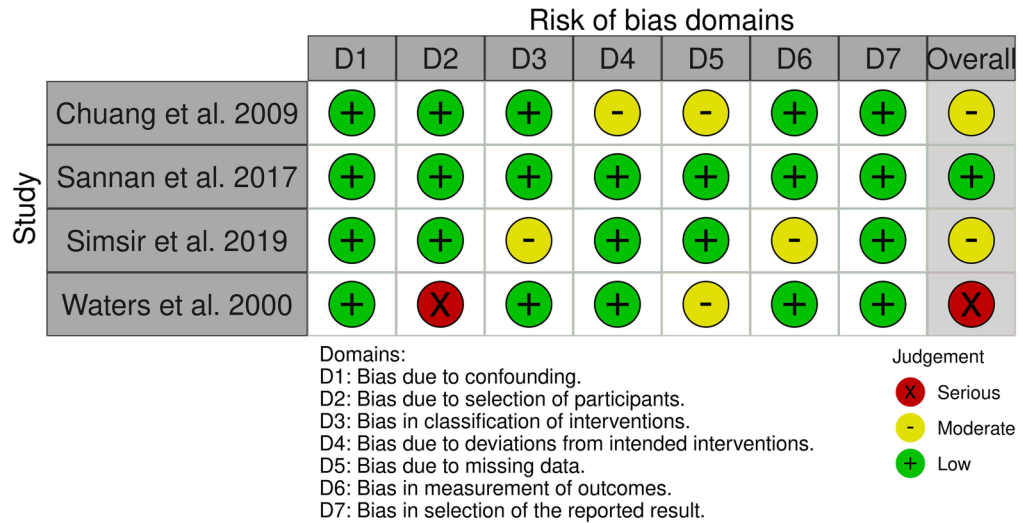 Risk of bias domains
D1 D2 D3 D4 D5 D6 D7 Overall
Study
Chuang et al. 2009 + + + - - + + -
Sannan et al. 2017 + + + + + + + +
Simsir et al. 2019 + + - + + - + -
Waters et al. 2000 + X + + - + + X
Domains:
D1: Bias due to confounding.
D2: Bias due to selection of participants.
D3: Bias in classification of interventions.
D4: Bias due to deviations from intended interventions.
D5: Bias due to missing data.
D6: Bias in measurement of outcomes.
D7: Bias in selection of the reported result.
Judgement
X Serious
- Moderate
+ Low